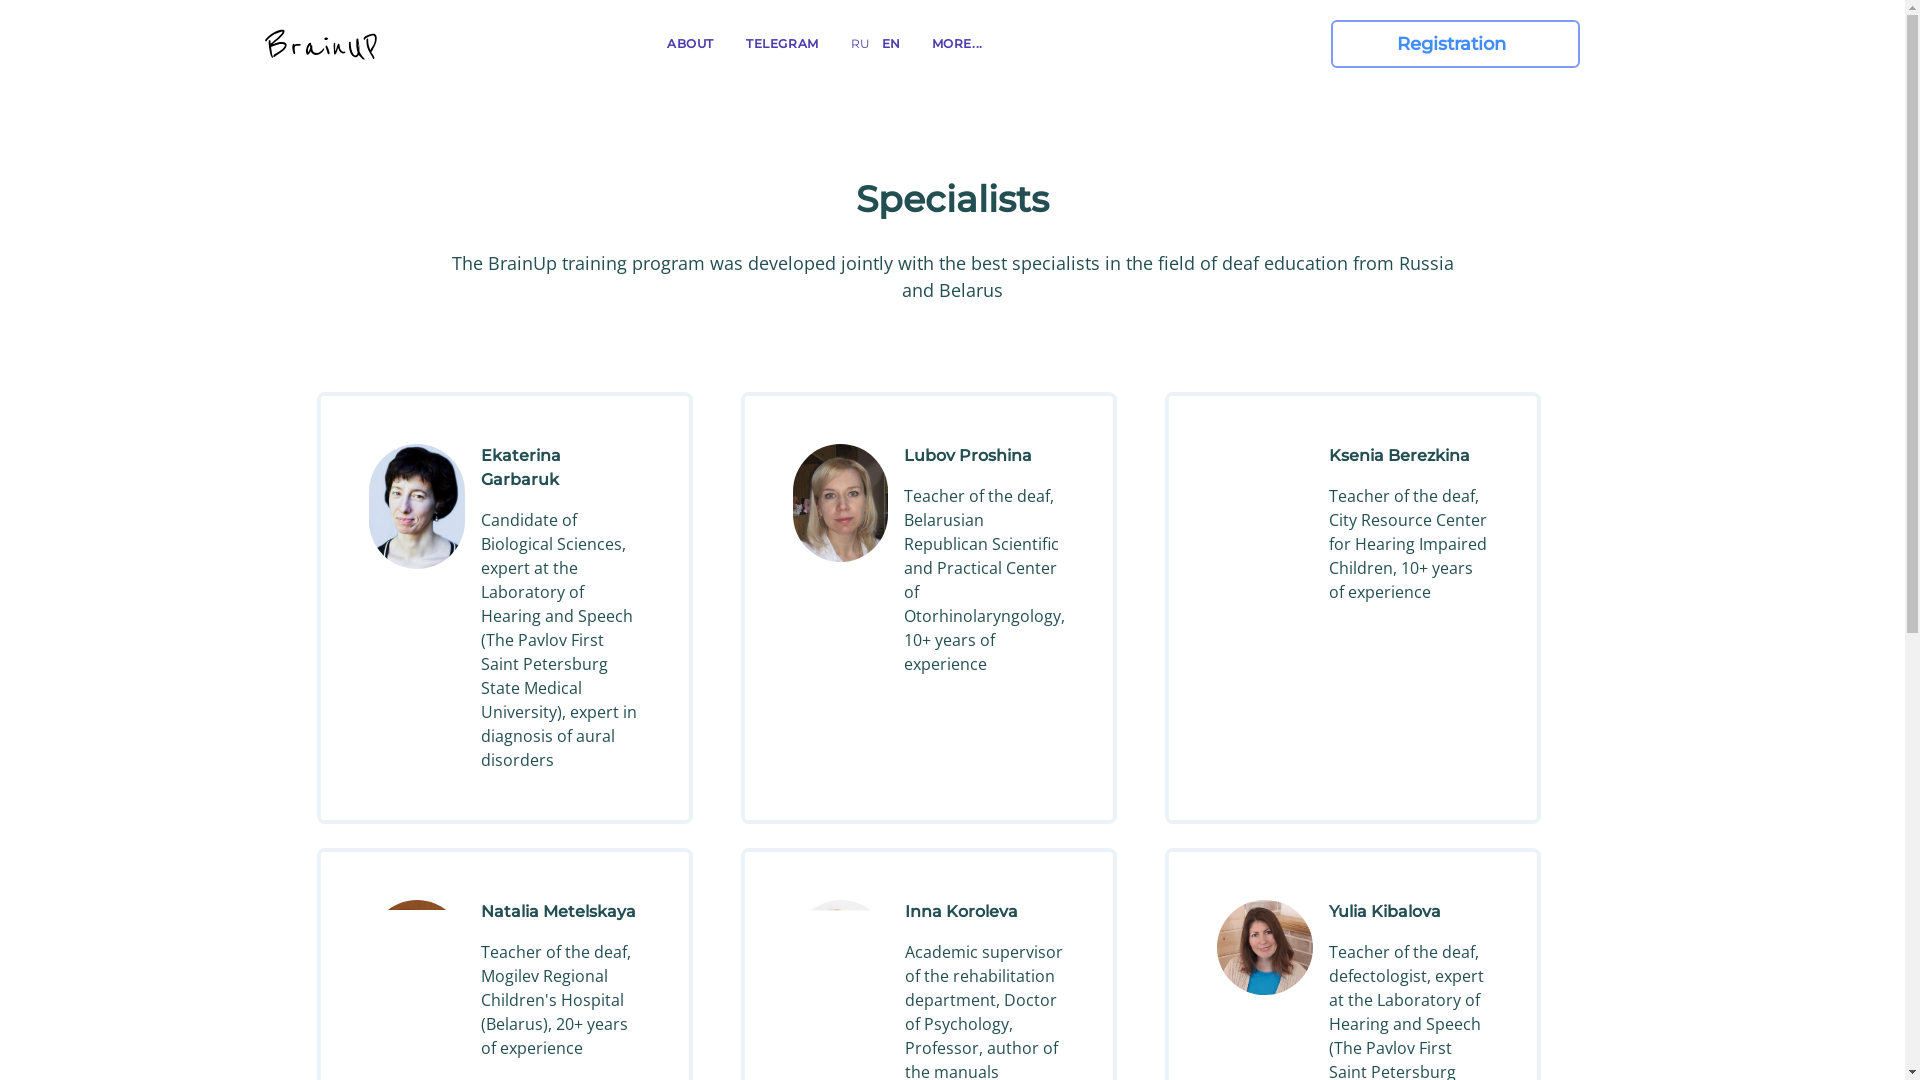 BrainUP
ABOUT
TELEGRAM
RU
EN
MORE...
Registration
Specialists
The BrainUp training program was developed jointly with the best specialists in the field of deaf education from Russia
and Belarus
Ekaterina
Garbaruk
Candidate of
Biological Sciences,
expert at the
Laboratory of
Hearing and Speech
(The Pavlov First
Saint Petersburg
State Medical
University), expert in
diagnosis of aural
disorders
Lubov Proshina
Teacher of the deaf,
Belarusian
Republican Scientific
and Practical Center
of
Otorhinolaryngology,
10+ years of
experience
Ksenia Berezkina
Teacher of the deaf,
City Resource Center
for Hearing Impaired
Children, 10+ years
of experience
Natalia Metelskaya
Teacher of the deaf,
Mogilev Regional
Children's Hospital
(Belarus), 20+ years
of experience
Inna Koroleva
Academic supervisor
of the rehabilitation
department, Doctor
of Psychology,
Professor, author of
the manuals
Yulia Kibalova
Teacher of the deaf,
defectologist, expert
at the Laboratory of
Hearing and Speech
(The Pavlov First
Saint Petersburg